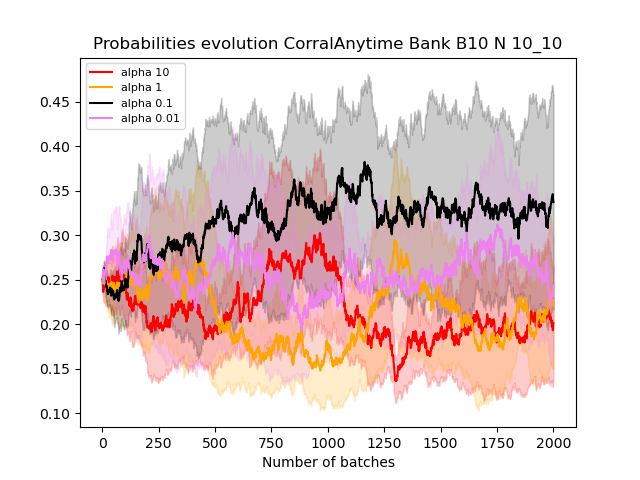 Probabilities evolution CorralAnytime Bank B10 N 10_10
alpha 10
alpha 1
alpha 0.1
alpha 0.01
0.45
0.40
0.35
0.30
0.25
0.20
0.15
0.10
0 250 500 750 1000 1250 1500 1750 2000
Number of batches